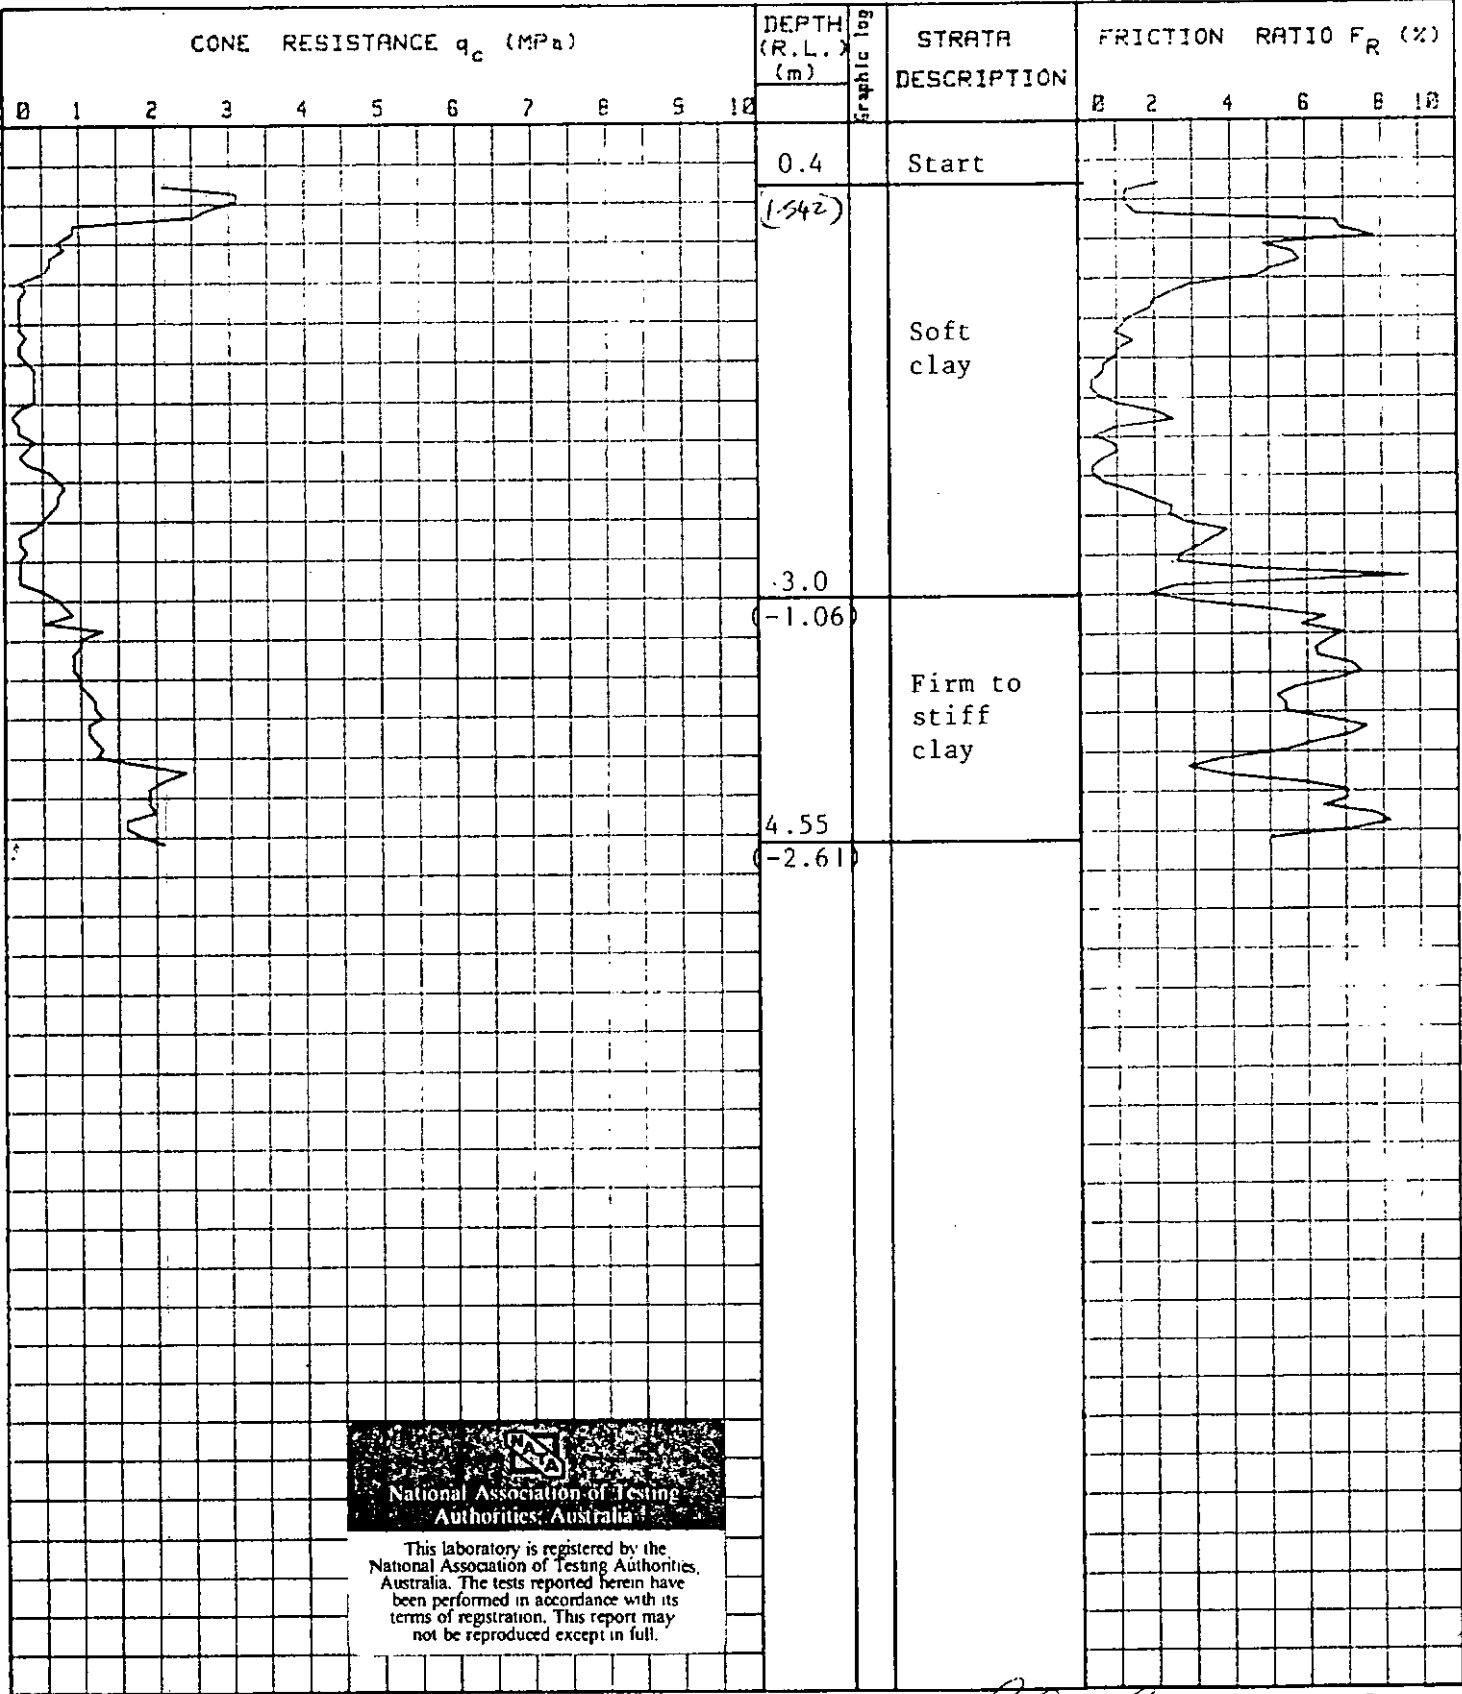 CONE RESISTANCE qc (MPa)
0 1 2 3 4 5 6 7 8 9 10
DEPTH
(R.L.)
(m)
Graphic log
STRATA
DESCRIPTION
FRICTION RATIO FR (%)
0 2 4 6 8 10
0.4
Start
(1.542)
Soft
clay
3.0
(-1.06)
Firm to
stiff
clay
4.55
(-2.61)
NATA
National Association of Testing
Authorities, Australia
This laboratory is registered by the
National Association of Testing Authorities,
Australia. The tests reported herein have
been performed in accordance with its
terms of registration. This report may
not be reproduced except in full.